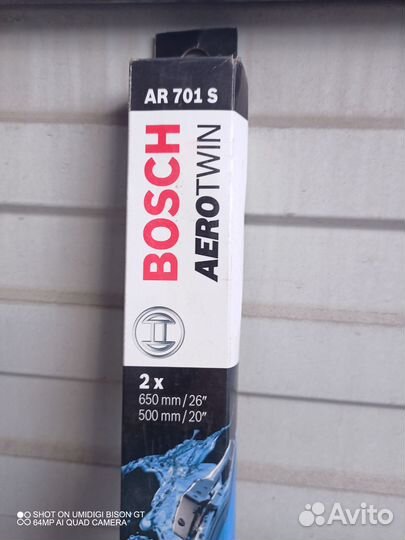 AR 701 S
BOSCH
AEROTWIN
2 x
650 mm / 26"
500 mm / 20"
SHOT ON UMIDIGI BISON GT
64MP AI QUAD CAMERA
Avito